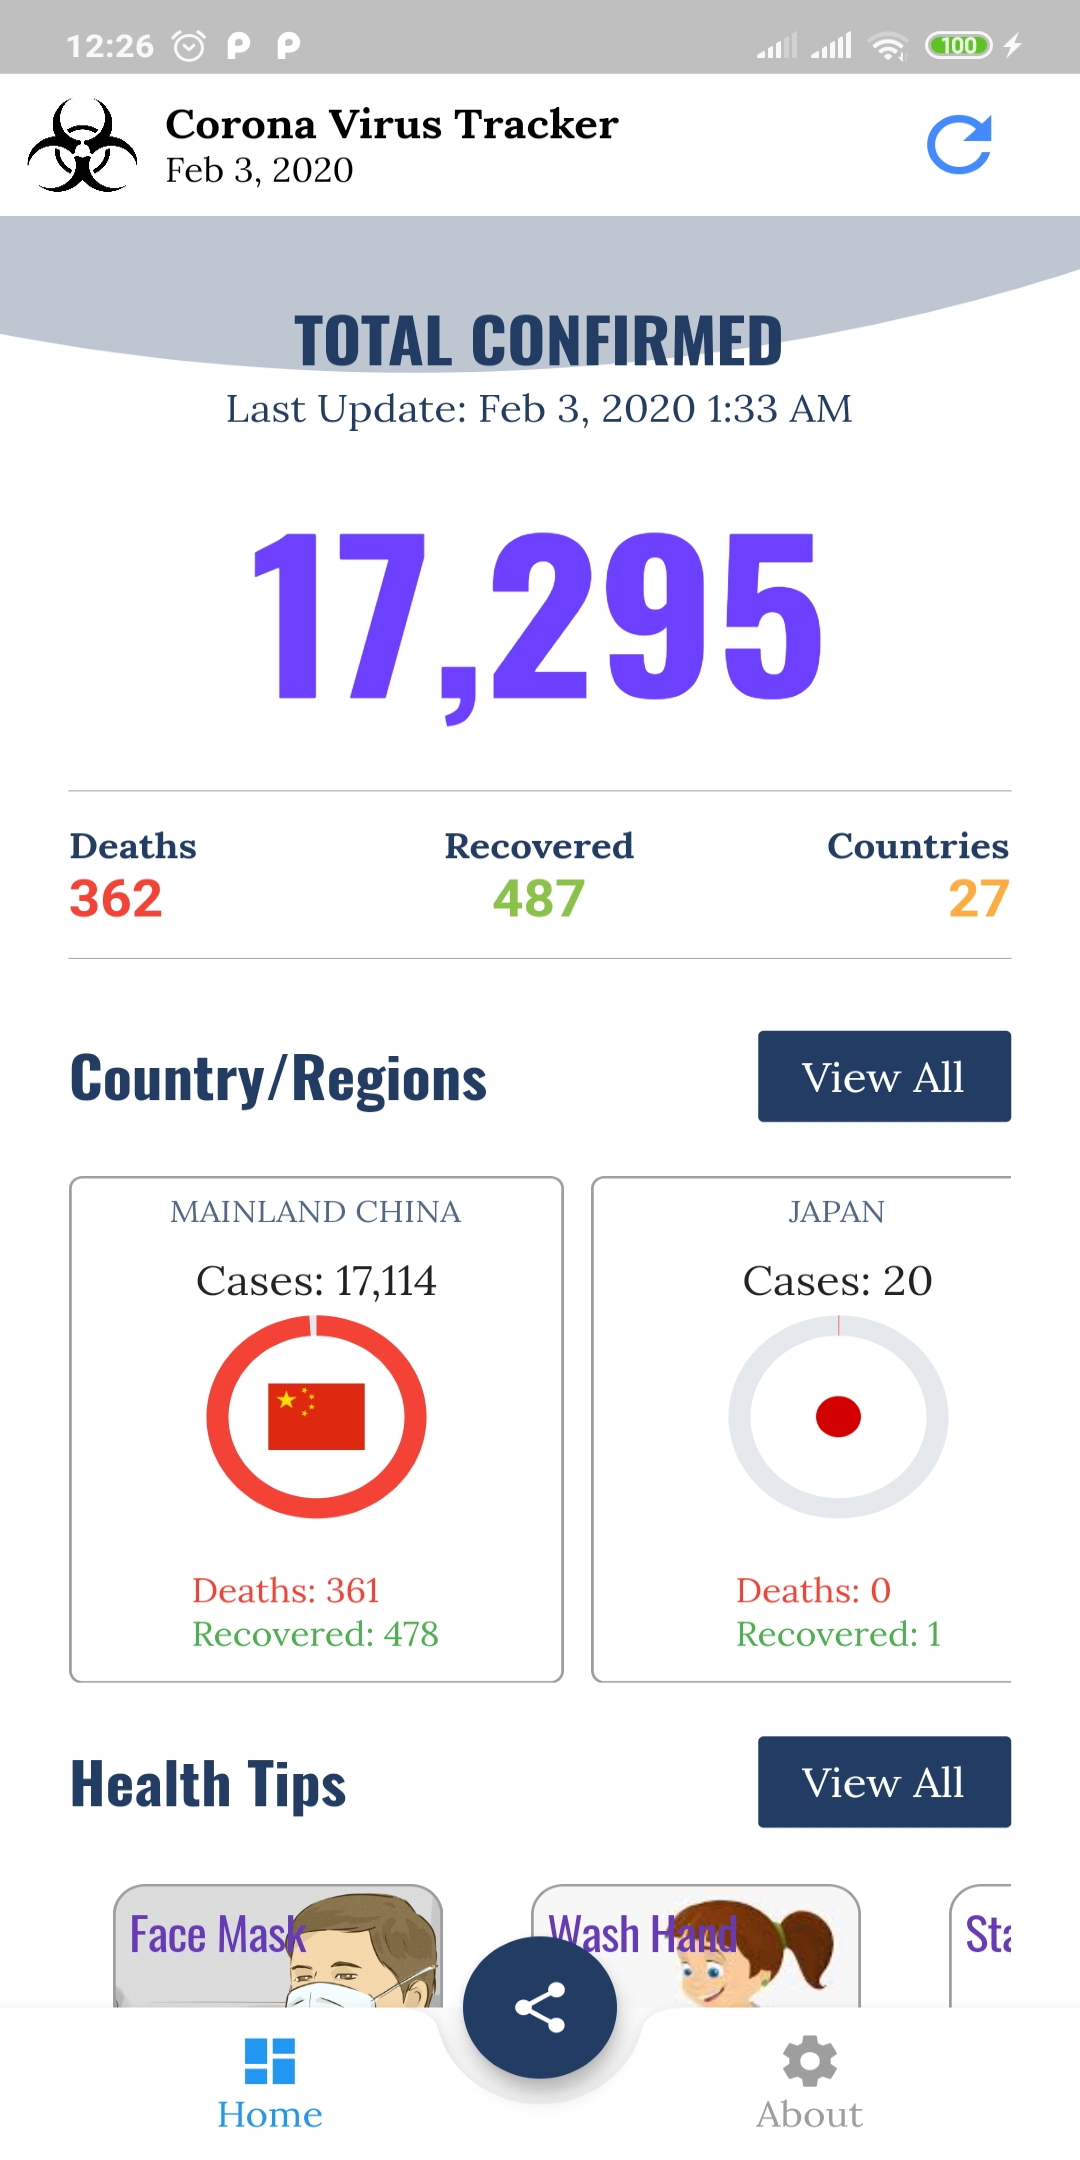 12:26
100
Corona Virus Tracker
Feb 3, 2020
TOTAL CONFIRMED
Last Update: Feb 3, 2020 1:33 AM
17,295
Deaths Recovered Countries
362 487 27
Country/Regions View All
MAINLAND CHINA
Cases: 17,114
Deaths: 361
Recovered: 478
JAPAN
Cases: 20
Deaths: 0
Recovered: 1
Health Tips View All
Face Mask
Wash Hand
Home
About